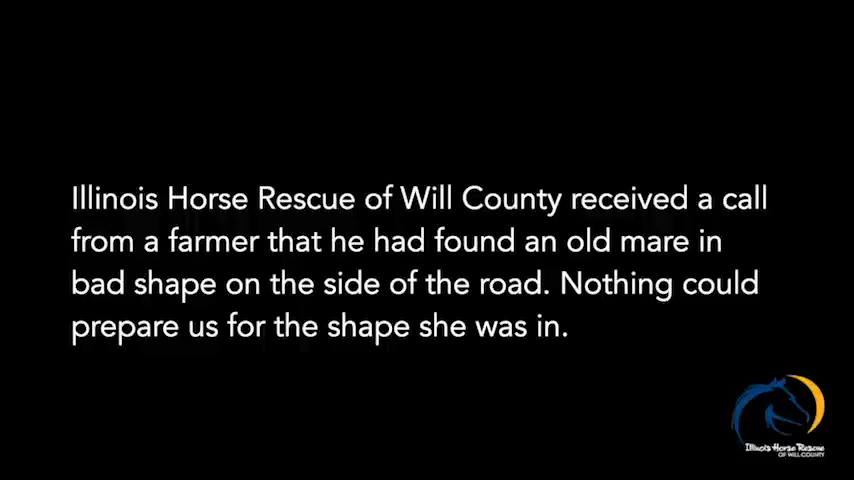 Illinois Horse Rescue of Will County received a call
from a farmer that he had found an old mare in
bad shape on the side of the road. Nothing could
prepare us for the shape she was in.
Illinois Horse Rescue
OF WILL COUNTY